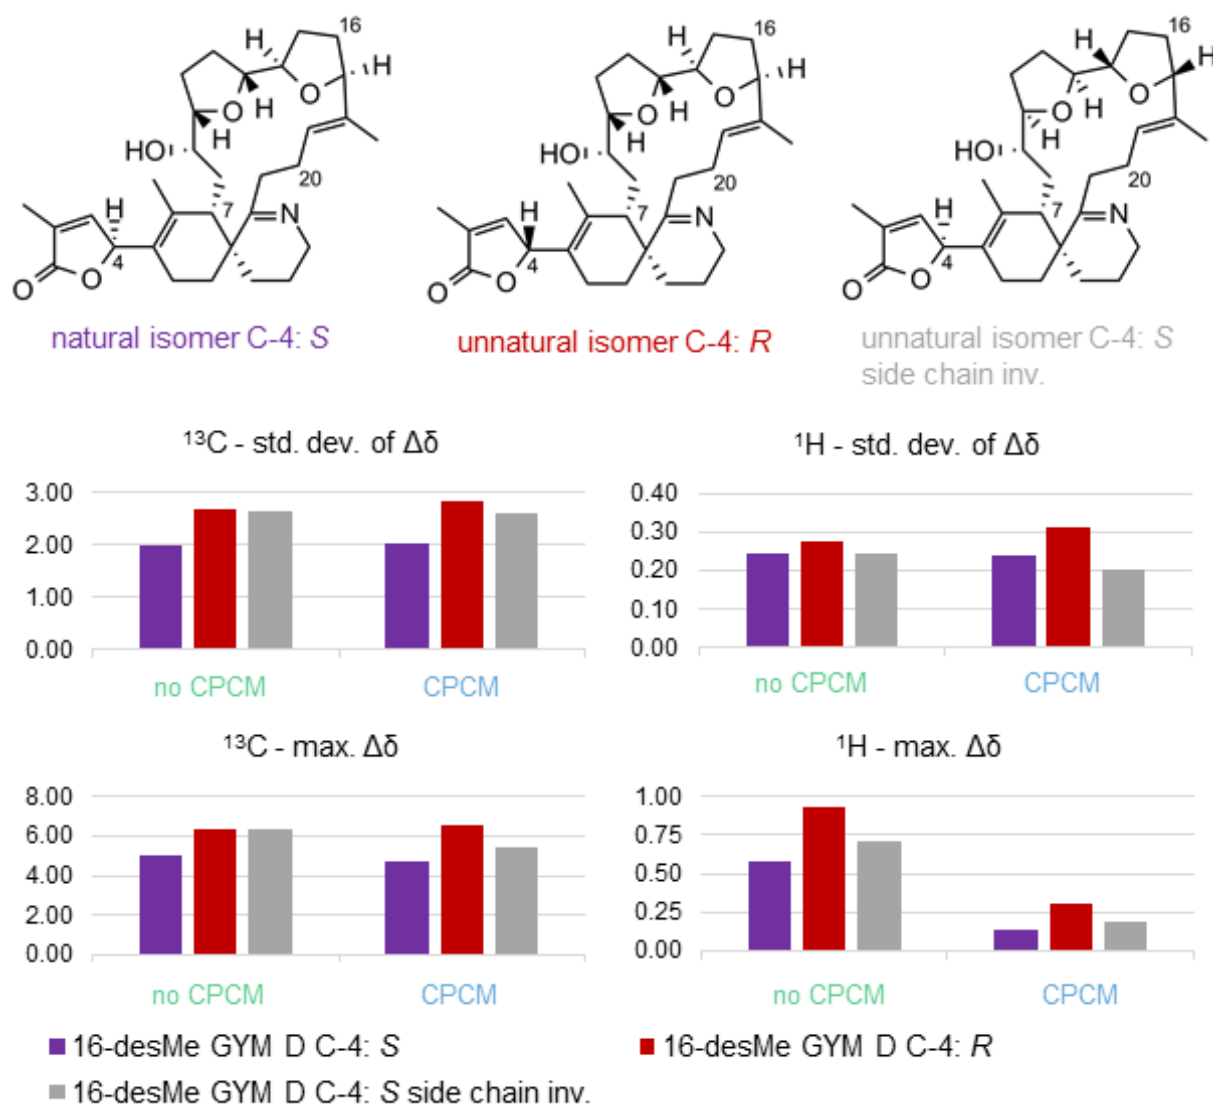 16
16
16
H
H
H
H
H
H
H
H
H
O
O
O
O
O
O
H
H
H
HO
HO
HO
20
20
20
H
7
N
H
7
N
H
7
N
O
4
O
4
O
4
O
O
O
natural isomer C-4: S
unnatural isomer C-4: R
unnatural isomer C-4: S
side chain inv.
¹³C - std. dev. of Δδ
3.00
2.00
1.00
0.00
no CPCM
CPCM
¹H - std. dev. of Δδ
0.40
0.30
0.20
0.10
0.00
no CPCM
CPCM
¹³C - max. Δδ
8.00
6.00
4.00
2.00
0.00
no CPCM
CPCM
¹H - max. Δδ
1.00
0.75
0.50
0.25
0.00
no CPCM
CPCM
16-desMe GYM D C-4: S
16-desMe GYM D C-4: R
16-desMe GYM D C-4: S side chain inv.